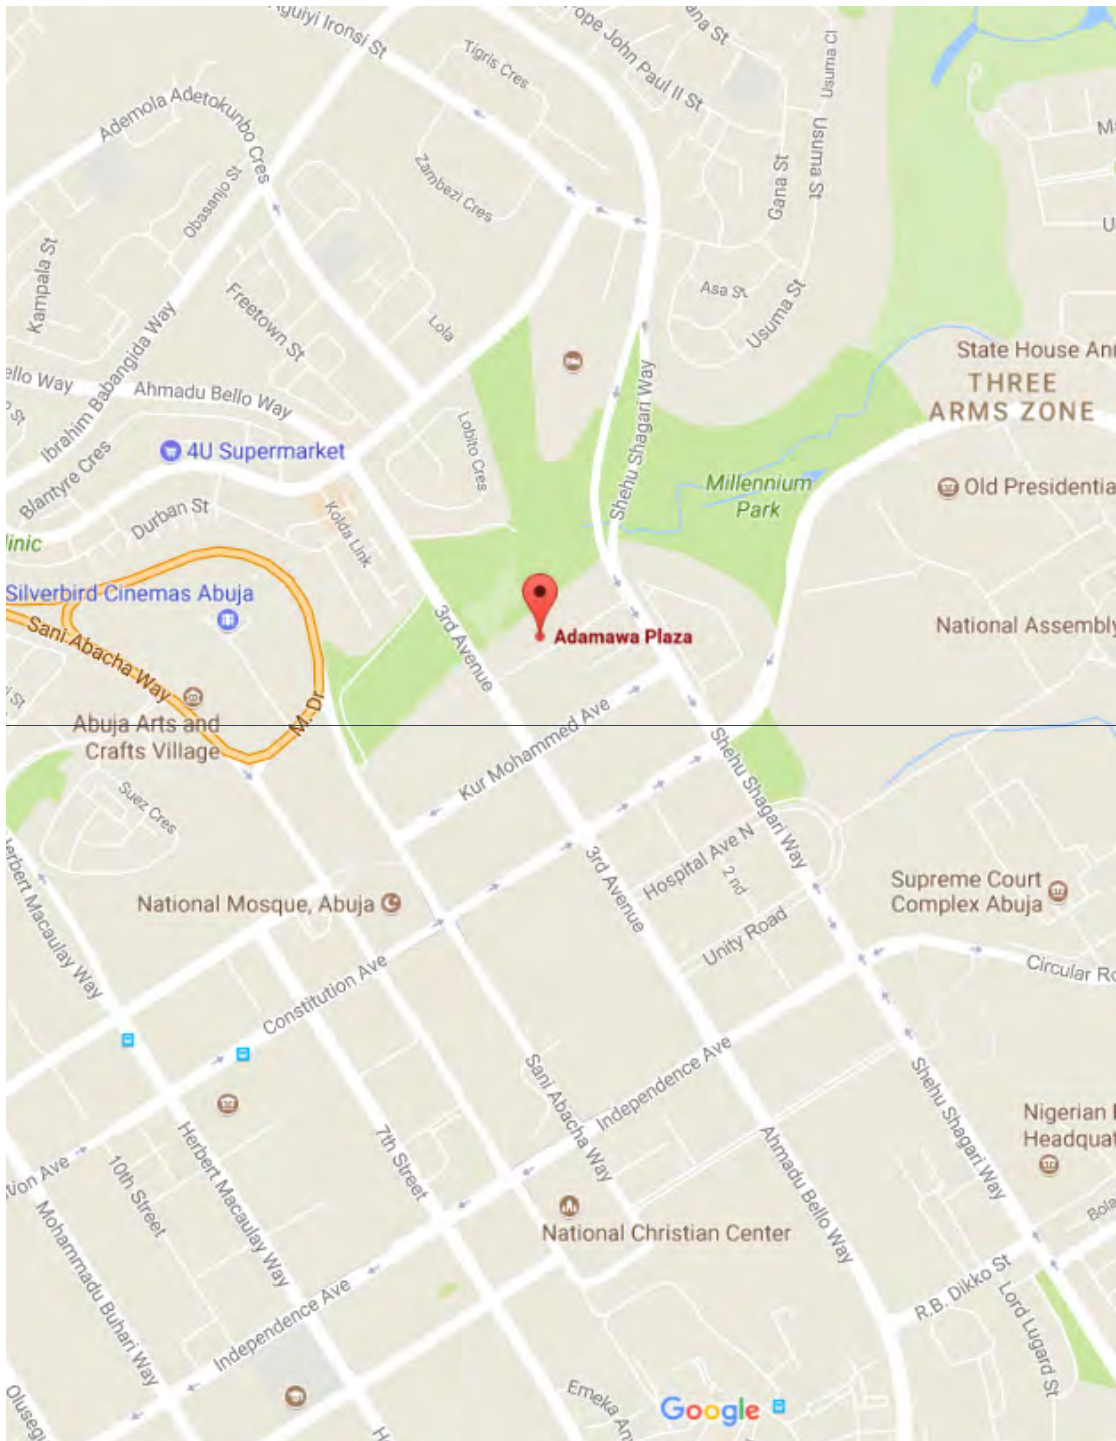 Aguiyi Ironsi St
Pope John Paul II St
Usuma Cl
Tigris Cres
Ademola Adetokunbo Cres
Usuma St
Zambezi Cres
Gana St
Obasanjo St
Kampala St
Freetown St
Asa St
Lola
Usuma St
State House
THREE
ARMS ZONE
Ahmadu Bello Way
Ibrahim Babangida Way
Shehu Shagari Way
Lobito Cres
4U Supermarket
Blantyre Cres
Millennium
Park
Old
Durban St
Kolda Link
Silverbird Cinemas Abuja
Sani Abacha Way
3rd Avenue
Adamawa Plaza
National Assembly
M. Dr
Abuja Arts and
Crafts Village
Kur Mohammed Ave
Shehu Shagari Way
Suez Cres
Hospital Ave N
2 nd
3rd Avenue
Supreme Court
Complex Abuja
National Mosque, Abuja
Herbert Macaulay Way
Unity Road
Constitution Ave
Circular
Sani Abacha Way
Independence Ave
Shehu Shagari Way
Nigerian
10th Street
Herbert Macaulay Way
7th Street
Ahmadu Bello Way
National Christian Center
Mohammadu Buhari Way
Independence Ave
R.B. Dikko St
Lord Lugard St
Emeka
Google